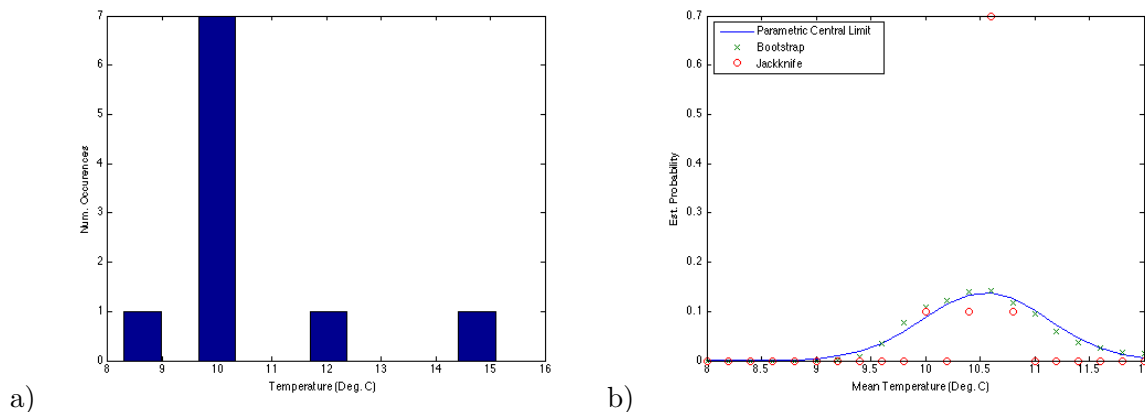 7
6
5
4
3
2
1
0
Num. Occurences
8 9 10 11 12 13 14 15 16
Temperature (Deg. C)
a)
0.7
0.6
0.5
0.4
0.3
0.2
0.1
0
Est. Probability
Parametric Central Limit
Bootstrap
Jackknife
8 8.5 9 9.5 10 10.5 11 11.5
Mean Temperature (Deg. C)
b)